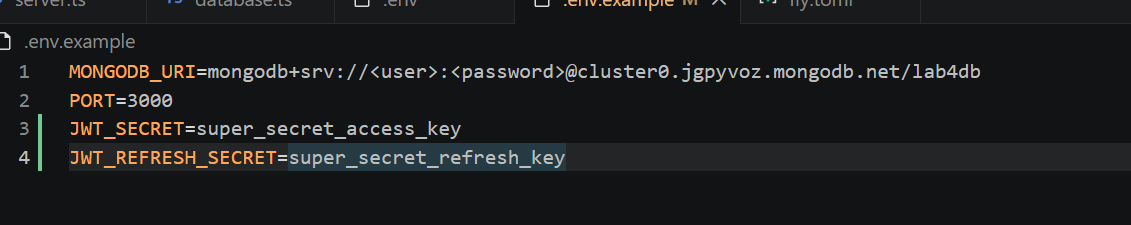 server.ts database.ts .env .env.example M fly.toml
.env.example
1 MONGODB_URI=mongodb+srv://<user>:<password>@cluster0.jgpyvoz.mongodb.net/lab4db
2 PORT=3000
3 JWT_SECRET=super_secret_access_key
4 JWT_REFRESH_SECRET=super_secret_refresh_key